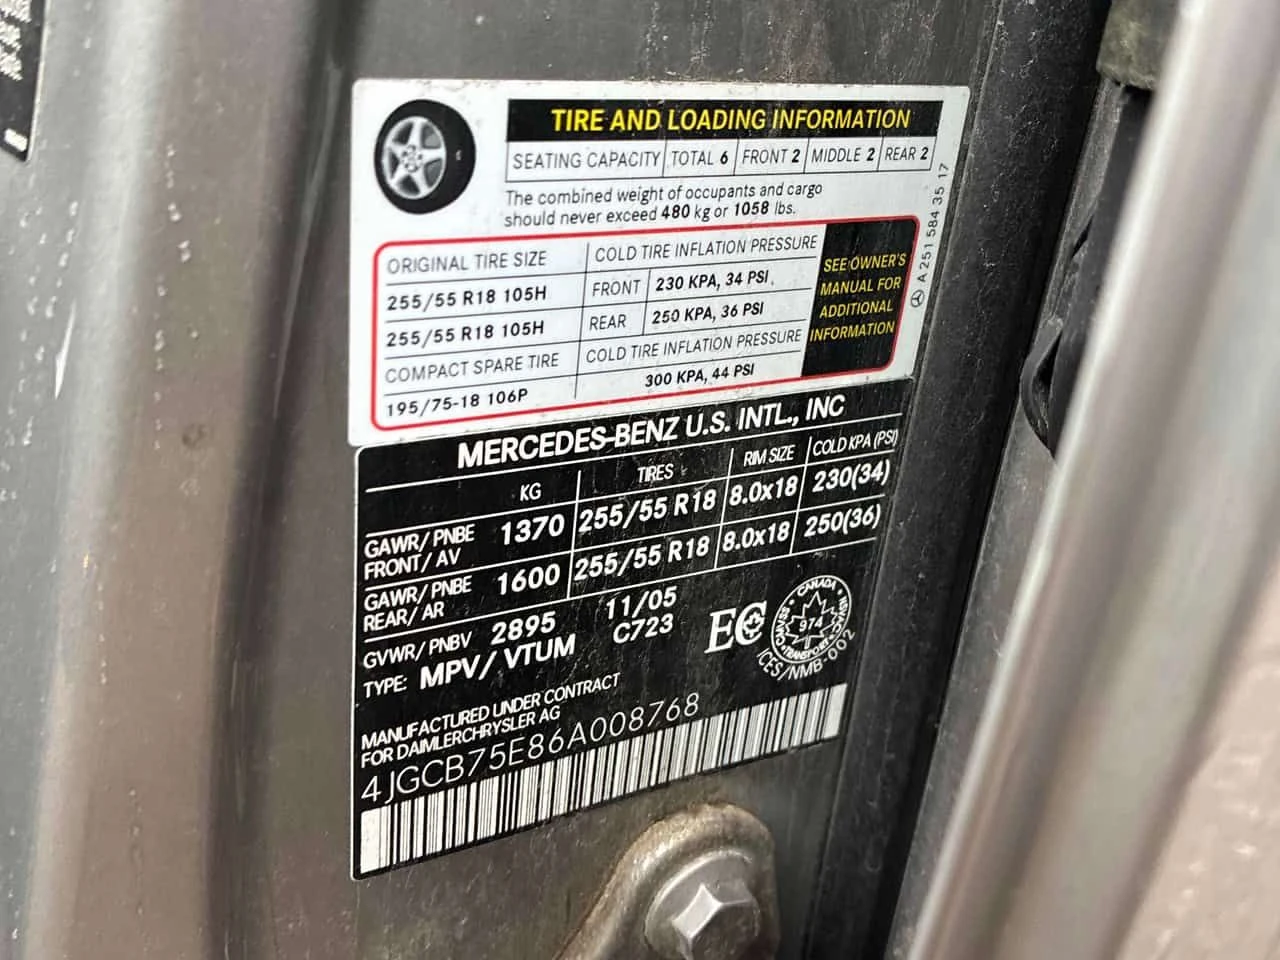 TIRE AND LOADING INFORMATION
SEATING CAPACITY TOTAL 6 FRONT 2 MIDDLE 2 REAR 2
The combined weight of occupants and cargo
should never exceed 480 kg or 1058 lbs.
ORIGINAL TIRE SIZE COLD TIRE INFLATION PRESSURE
255/55 R18 105H FRONT 230 KPA, 34 PSI
255/55 R18 105H REAR 250 KPA, 36 PSI
COMPACT SPARE TIRE COLD TIRE INFLATION PRESSURE
195/75-18 106P 300 KPA, 44 PSI
SEE OWNER'S
MANUAL FOR
ADDITIONAL
INFORMATION
A 251 584 35 17
MERCEDES-BENZ U.S. INTL., INC
KG TIRES RIM SIZE COLD KPA (PSI)
GAWR/PNBE FRONT/AV 1370 255/55 R18 8.0x18 230(34)
GAWR/PNBE REAR/AR 1600 255/55 R18 8.0x18 250(36)
GVWR/PNBV 2895 11/05
TYPE: MPV/VTUM C723
EC
CANADA
974
TRANSPORT
ICES/NMB-002
MANUFACTURED UNDER CONTRACT
FOR DAIMLERCHRYSLER AG
4JGCB75E86A008768